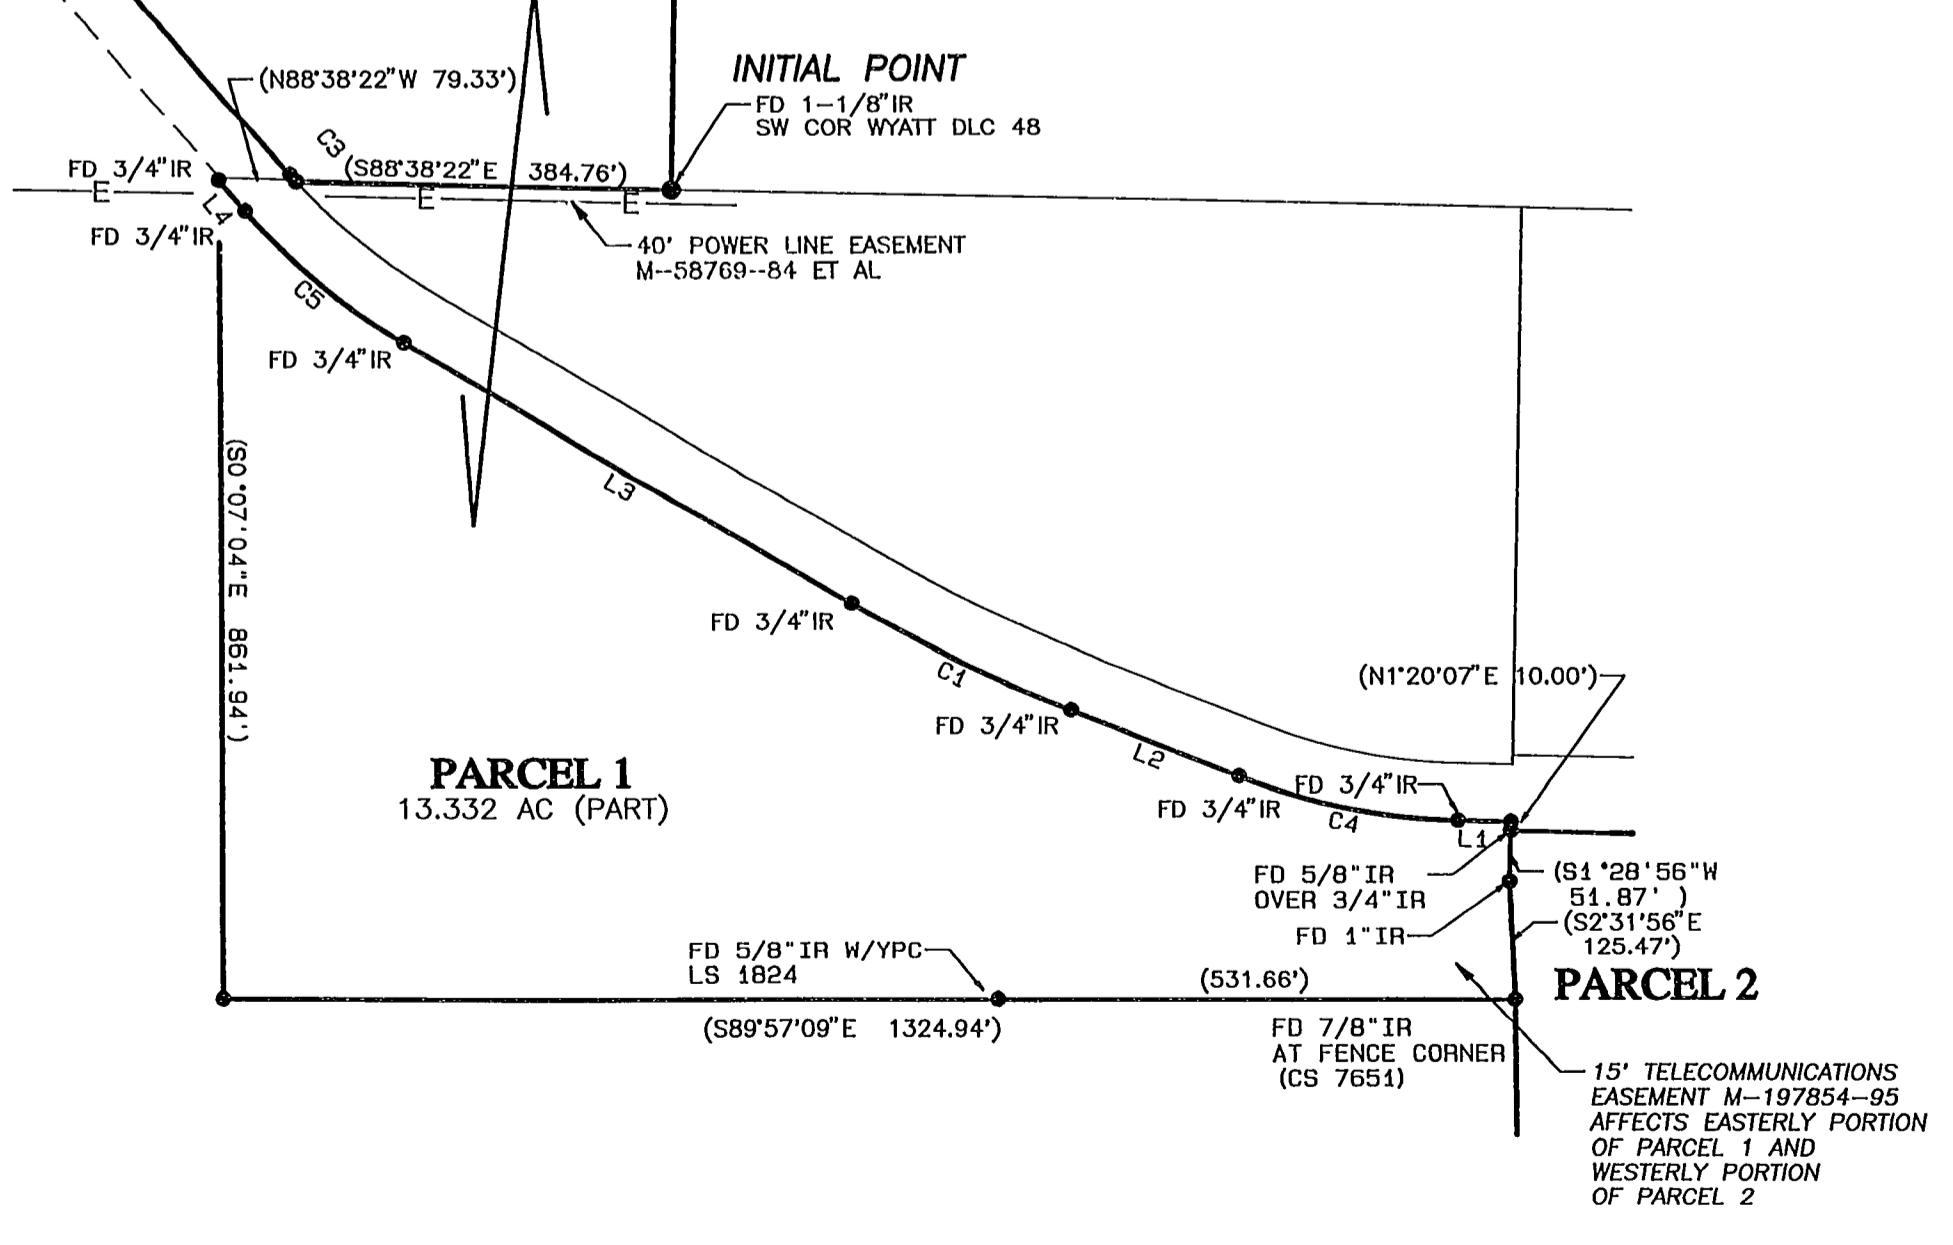 INITIAL POINT
(N88°38'22"W 79.33')
FD 1-1/8"IR
SW COR WYATT DLC 48
C3
FD 3/4"IR
(S88°38'22"E 384.76')
E
E
E
L4
FD 3/4"IR
40' POWER LINE EASEMENT
M--58769--84 ET AL
C5
FD 3/4"IR
(S0°07'04"E 861.94')
L3
FD 3/4"IR
C1
(N1°20'07"E 10.00')
FD 3/4"IR
L2
PARCEL 1
13.332 AC (PART)
FD 3/4"IR
FD 3/4"IR
C4
L1
FD 5/8"IR
OVER 3/4"IR
(S1°28'56"W
51.87' )
FD 1"IR
(S2°31'56"E
125.47')
FD 5/8"IR W/YPC
LS 1824
(531.66')
PARCEL 2
(S89°57'09"E 1324.94')
FD 7/8"IR
AT FENCE CORNER
(CS 7651)
15' TELECOMMUNICATIONS
EASEMENT M-197854-95
AFFECTS EASTERLY PORTION
OF PARCEL 1 AND
WESTERLY PORTION
OF PARCEL 2